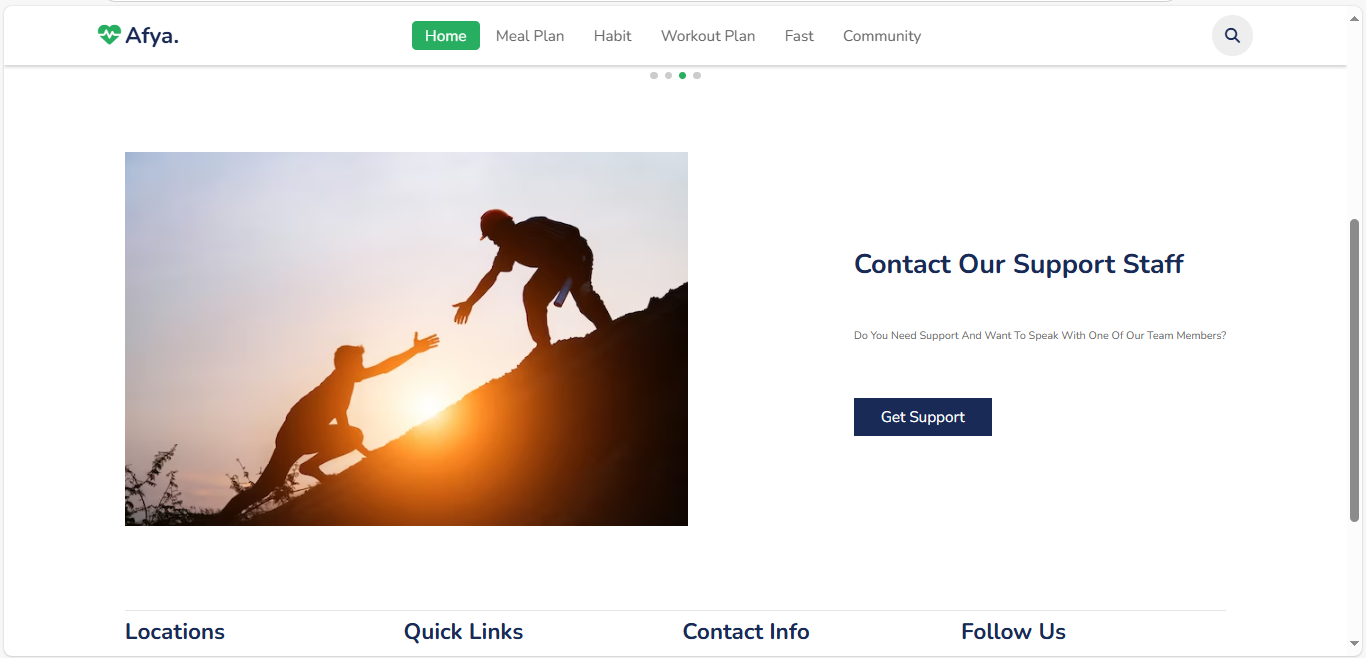 Afya.
Home Meal Plan Habit Workout Plan Fast Community
Contact Our Support Staff
Do You Need Support And Want To Speak With One Of Our Team Members?
Get Support
Locations Quick Links Contact Info Follow Us